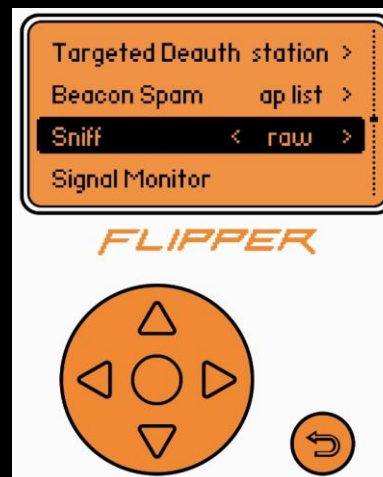 Targeted Deauth station >
Beacon Spam ap list >
Sniff < raw >
Signal Monitor
FLIPPER